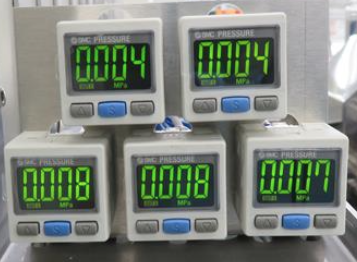 SMC PRESSURE
0.004
MPa
SMC PRESSURE
0.004
MPa
SMC PRESSURE
0.008
MPa
S
SMC PRESSURE
0.008
MPa
S
SMC PRESSURE
0.007
MPa
S